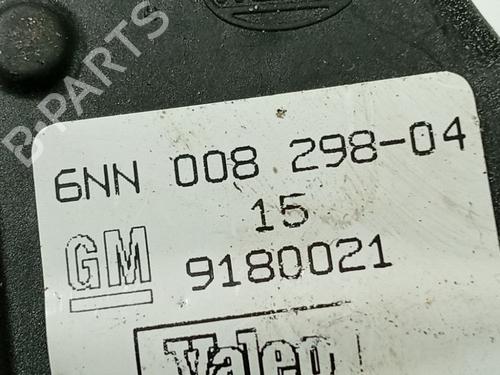 B-PARTS
6NN 008 298-04
15
GM
9180021
Valeo